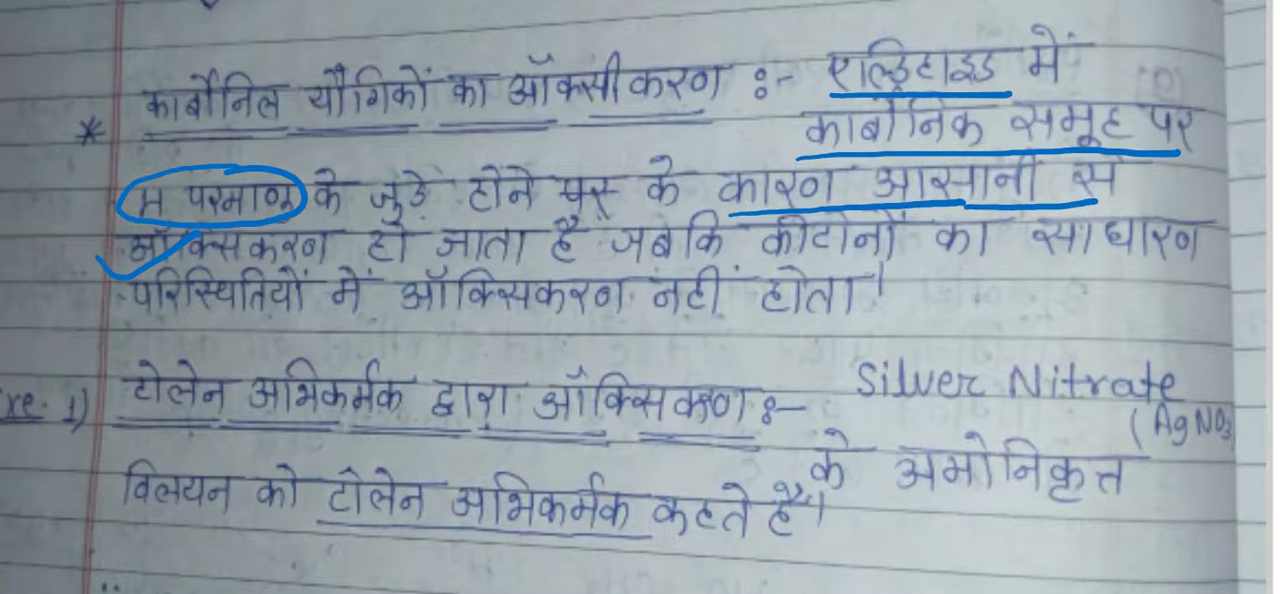 * कार्बोनिल यौगिकों का ऑक्सीकरण :- एल्डिहाइड में
कार्बोनिक समूह पर
H परमाणु के जुड़े होने पर के कारण आसानी से
ऑक्सिकरण हो जाता है जबकि कीटोनों का साधारण
परिस्थितियों में ऑक्सिकरण नहीं होता।
1) टोलेन अभिकर्मक द्वारा ऑक्सिकरण :- Silver Nitrate
(AgNO3
के अमोनिकृत
विलयन को टोलेन अभिकर्मक कहते हैं।